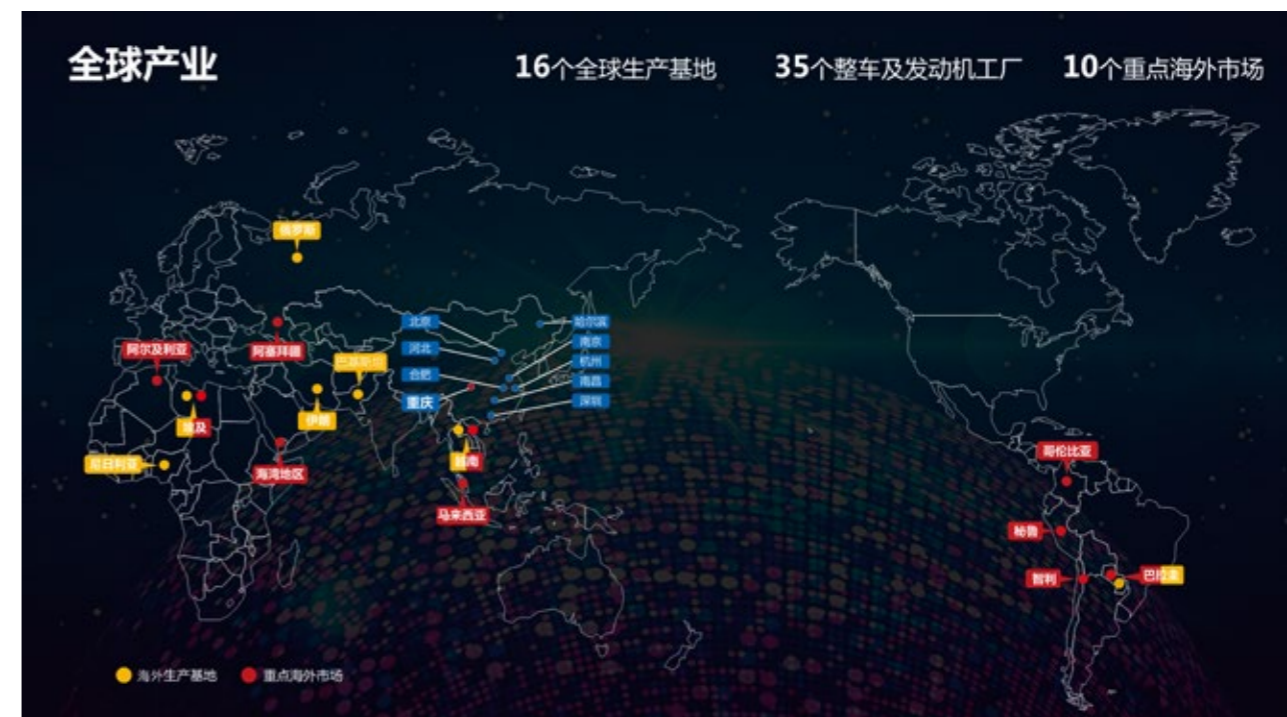 全球产业
16个全球生产基地
35个整车及发动机工厂
10个重点海外市场
俄罗斯
阿尔及利亚
阿塞拜疆
巴基斯坦
埃及
伊朗
尼日利亚
海湾地区
越南
马来西亚
北京
河北
合肥
重庆
哈尔滨
南京
杭州
南昌
深圳
哥伦比亚
秘鲁
智利
巴拉圭
海外生产基地
重点海外市场